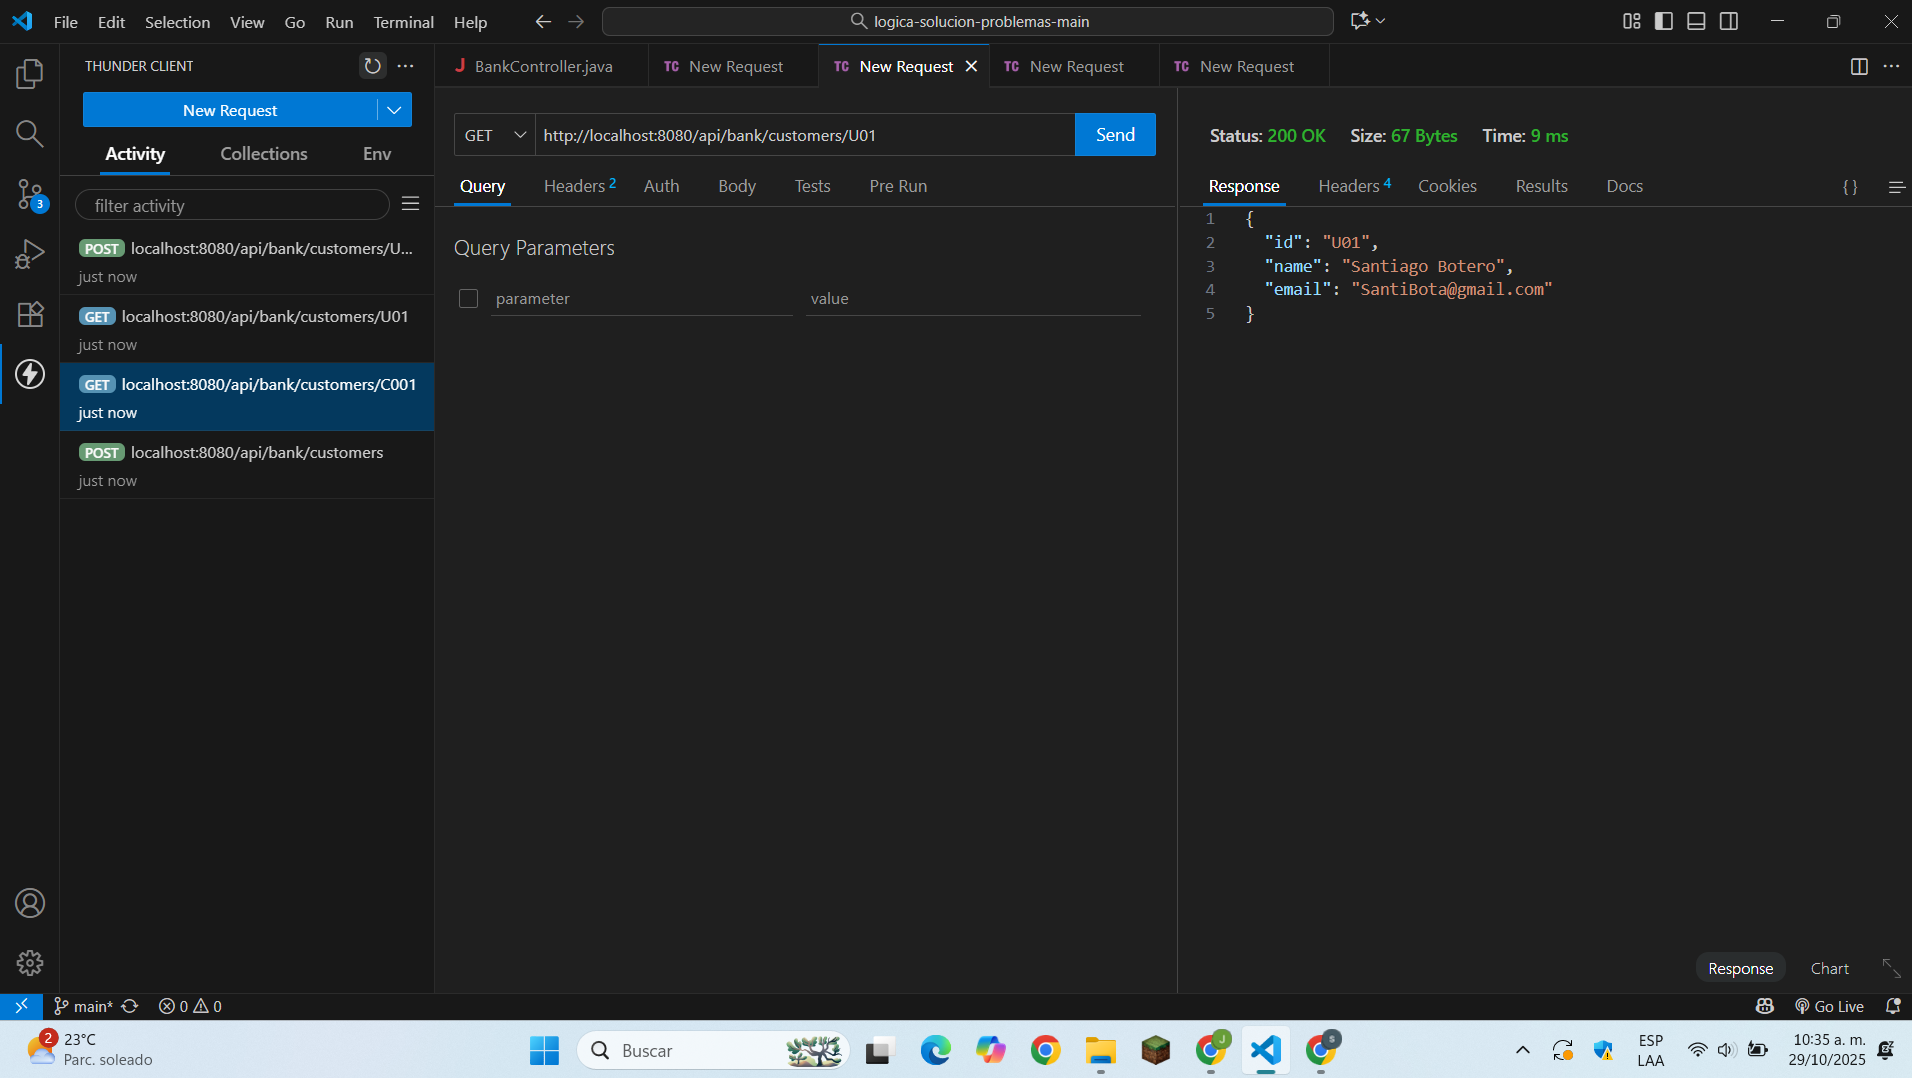 File Edit Selection View Go Run Terminal Help
logica-solucion-problemas-main
THUNDER CLIENT
New Request
Activity Collections Env
filter activity
POST localhost:8080/api/bank/customers/U...
just now
GET localhost:8080/api/bank/customers/U01
just now
GET localhost:8080/api/bank/customers/C001
just now
POST localhost:8080/api/bank/customers
just now
3
J BankController.java
TC New Request
TC New Request
TC New Request
TC New Request
GET http://localhost:8080/api/bank/customers/U01 Send
Query Headers 2 Auth Body Tests Pre Run
Query Parameters
parameter value
Status: 200 OK Size: 67 Bytes Time: 9 ms
Response Headers 4 Cookies Results Docs { }
1 {
2 "id": "U01",
3 "name": "Santiago Botero",
4 "email": "SantiBota@gmail.com"
5 }
Response Chart
main* 0 0
Go Live
2 23°C
Parc. soleado
Buscar
J
s
ESP
LAA
10:35 a. m.
29/10/2025